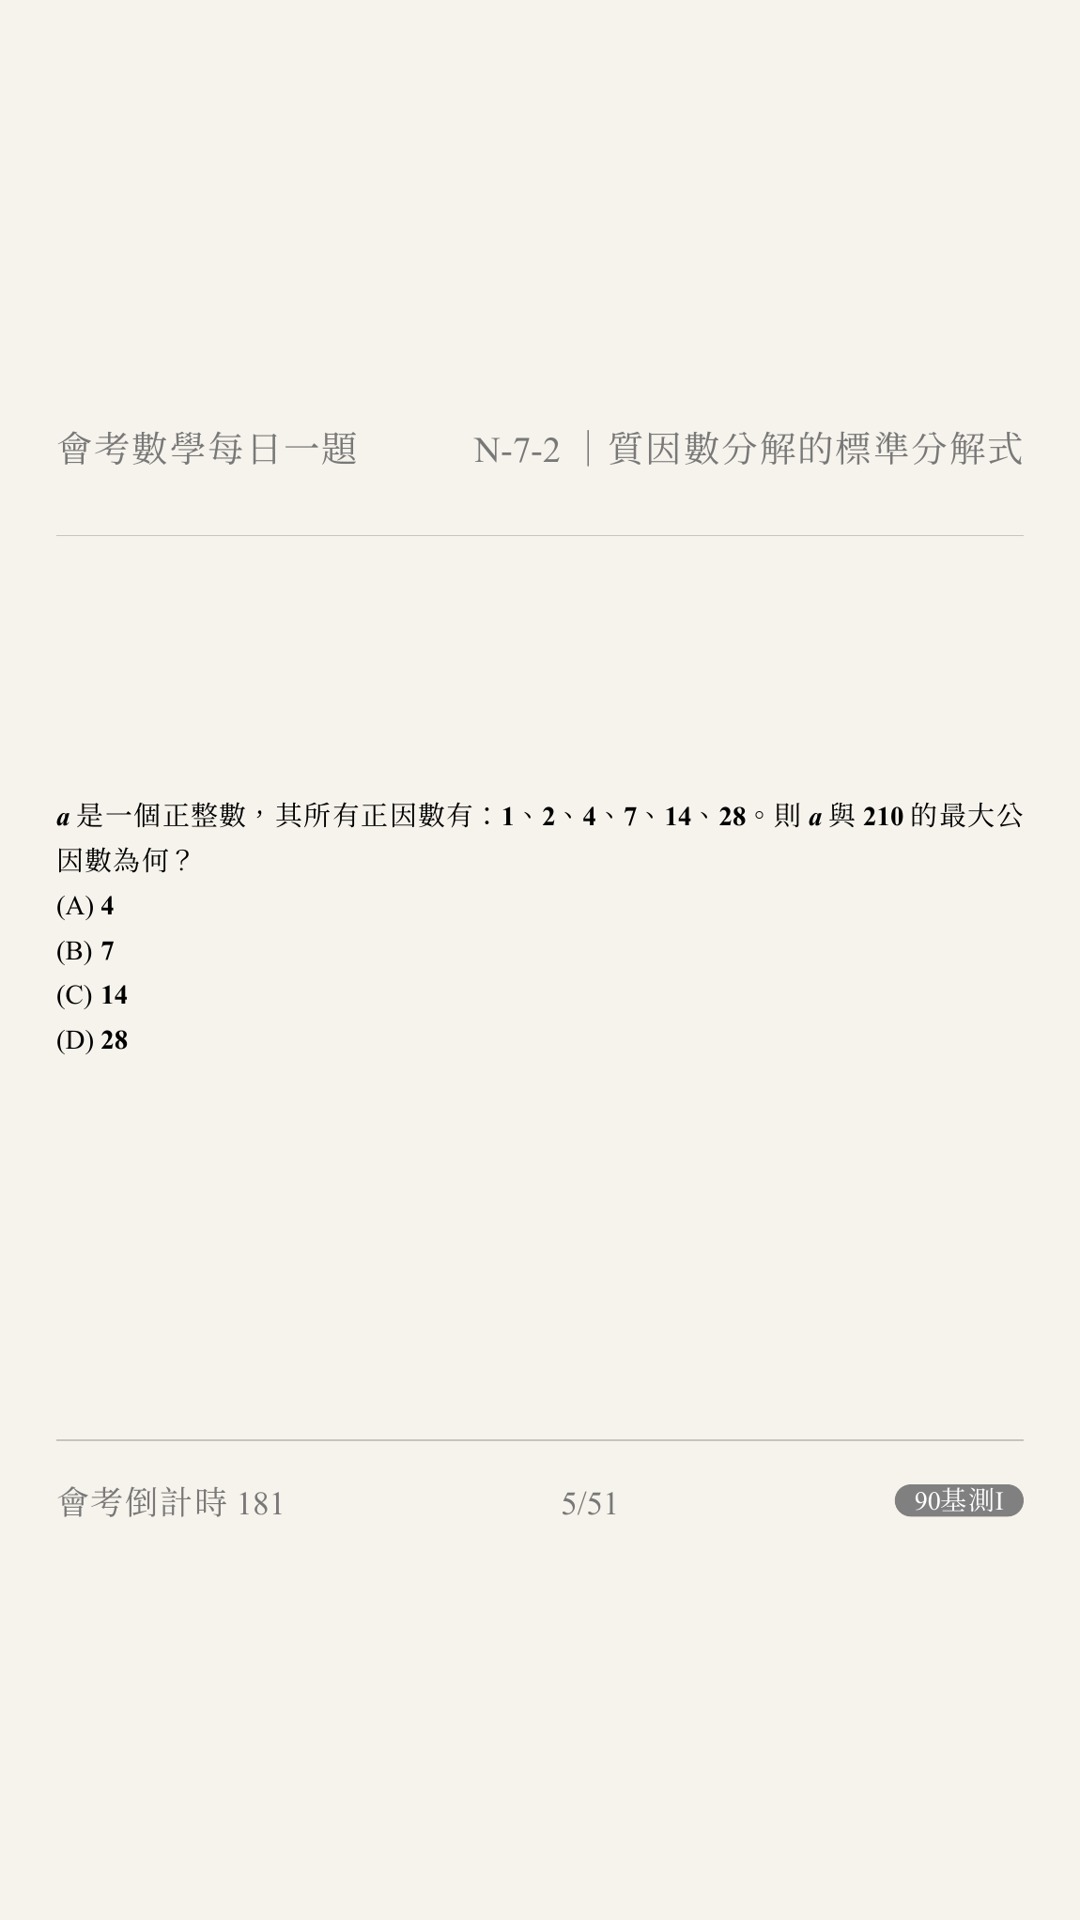 會考數學每日一題
N-7-2｜質因數分解的標準分解式
a 是一個正整數，其所有正因數有：1、2、4、7、14、28。則 a 與 210 的最大公
因數為何？
(A) 4
(B) 7
(C) 14
(D) 28
會考倒計時 181
5/51
90基測I